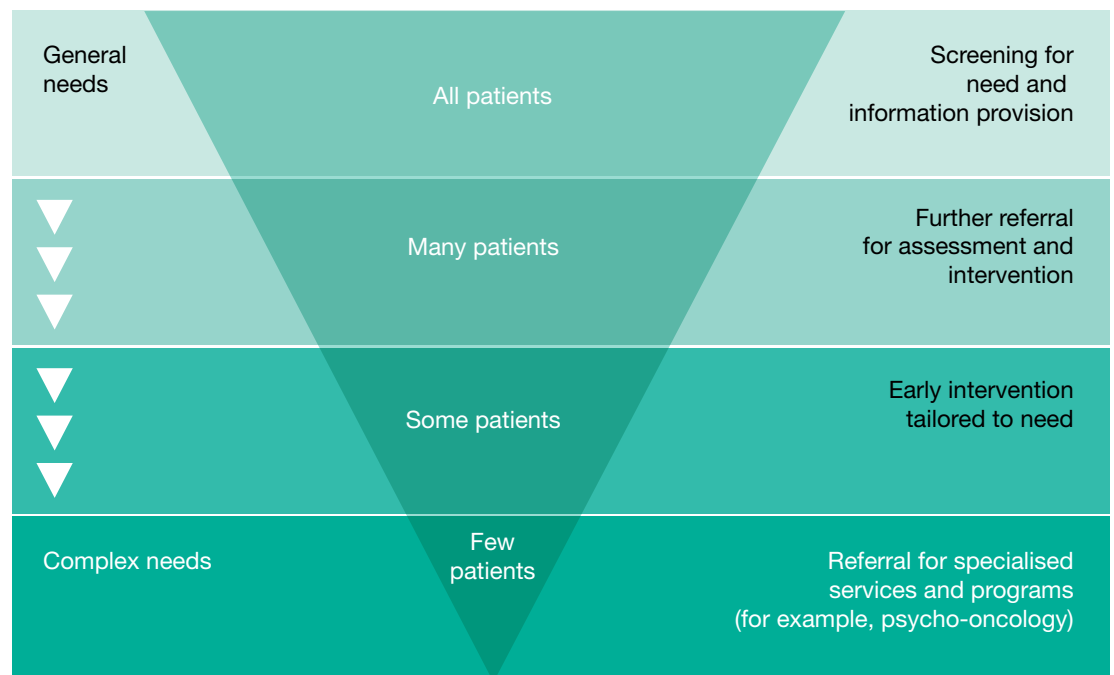 General
needs
All patients
Screening for
need and
information provision
Many patients
Further referral
for assessment and
intervention
Some patients
Early intervention
tailored to need
Complex needs
Few
patients
Referral for specialised
services and programs
(for example, psycho-oncology)